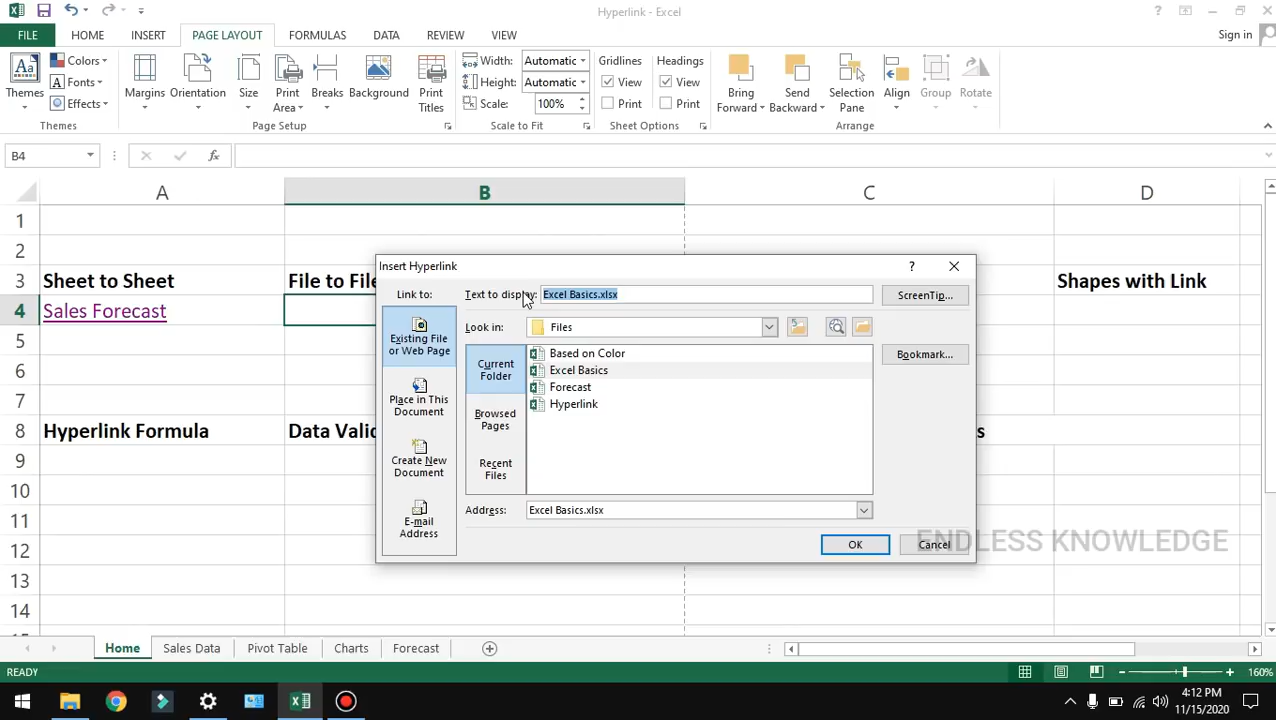 Hyperlink - Excel
FILE HOME INSERT PAGE LAYOUT FORMULAS DATA REVIEW VIEW Sign in
Themes Colors Fonts Effects Margins Orientation Size Print Area Breaks Background Print Titles Width: Automatic Height: Automatic Scale: 100% Gridlines View Print Headings View Print Bring Forward Send Backward Selection Pane Align Group Rotate
Themes Page Setup Scale to Fit Sheet Options Arrange
B4 fx
A B C D
1
2
3 Sheet to Sheet File to File Shapes with Link
4 Sales Forecast
5
6
7
8 Hyperlink Formula Data Vali s
9
10
11
12
13
14
Insert Hyperlink ?
Link to: Text to display: Excel Basics.xlsx ScreenTip...
Existing File or Web Page Look in: Files
Current Folder Based on Color Bookmark...
Excel Basics
Place in This Document Forecast
Browsed Pages Hyperlink
Create New Document Recent Files
E-mail Address Address: Excel Basics.xlsx
OK Cancel
ENDLESS KNOWLEDGE
Home Sales Data Pivot Table Charts Forecast
READY 160%
4:12 PM
11/15/2020